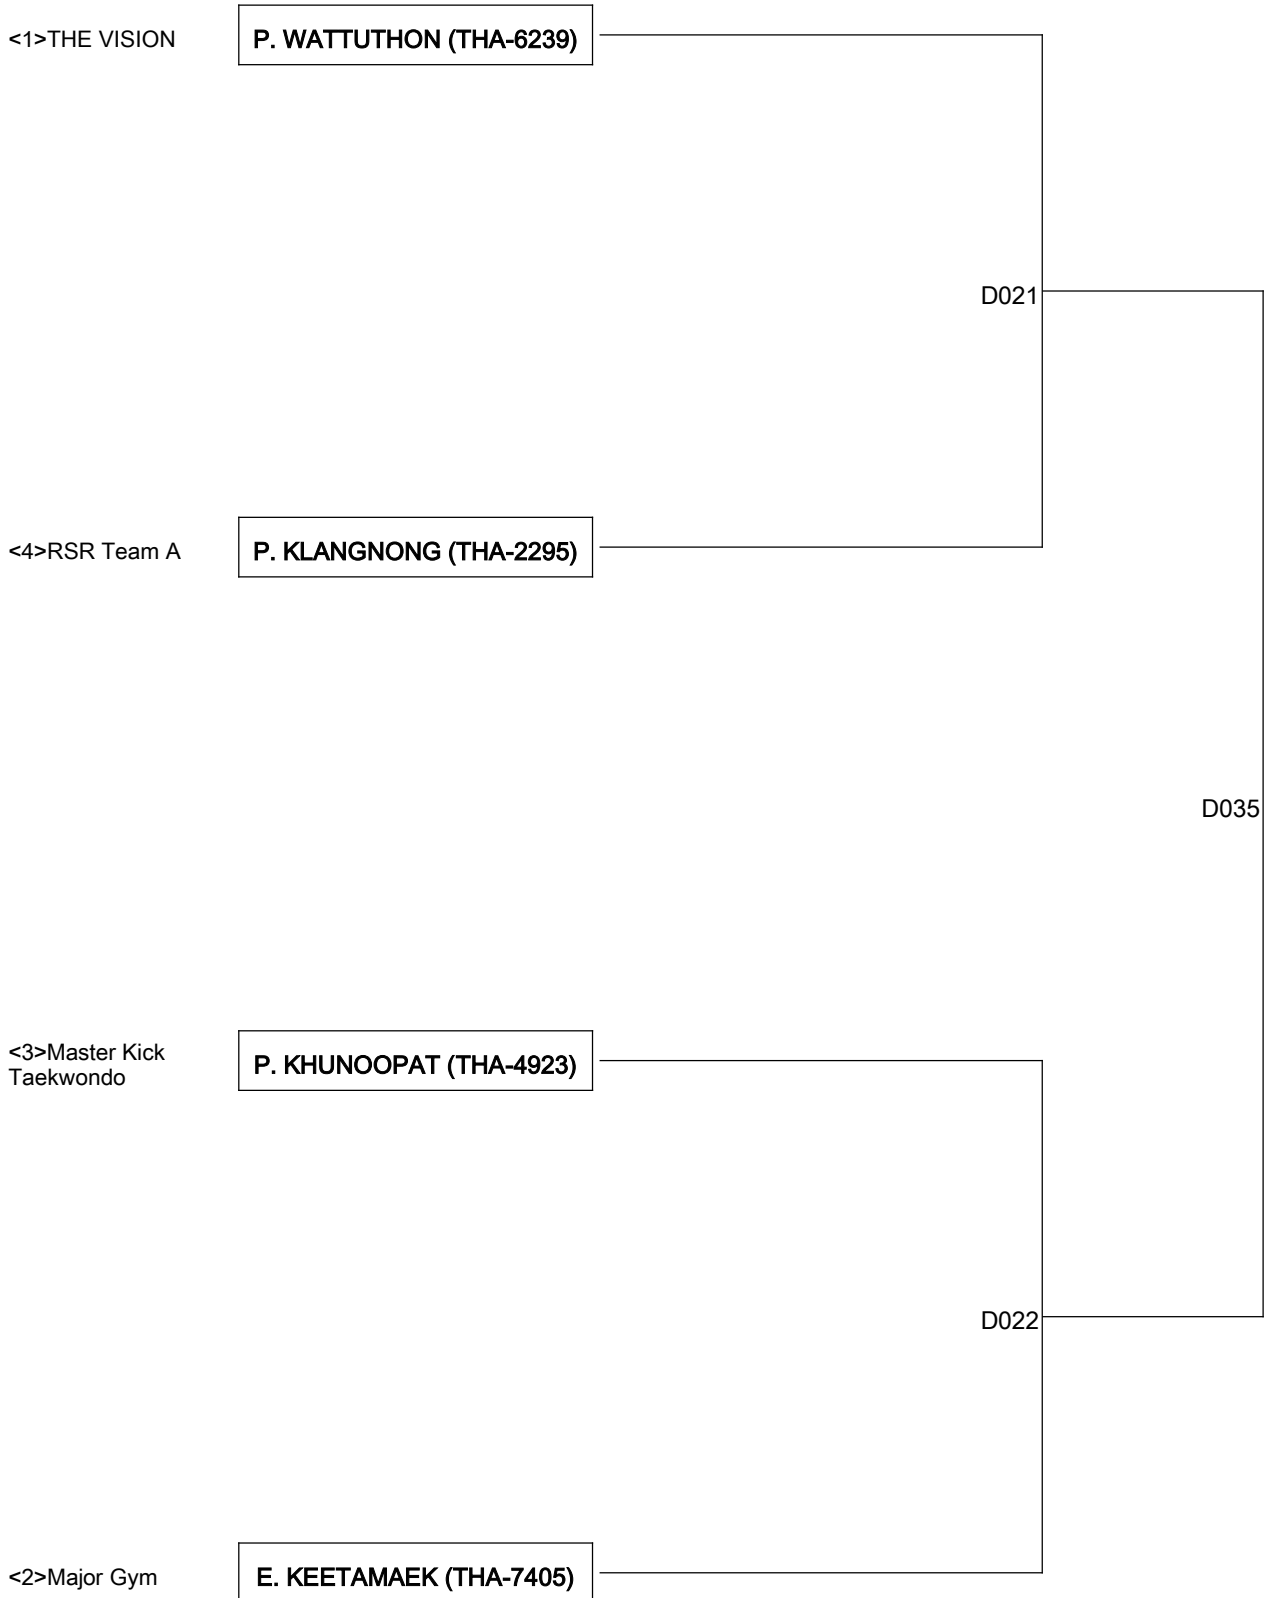 <1>THE VISION
P. WATTUTHON (THA-6239)
D021
<4>RSR Team A
P. KLANGNONG (THA-2295)
D035
<3>Master Kick
Taekwondo
P. KHUNOOPAT (THA-4923)
D022
<2>Major Gym
E. KEETAMAEK (THA-7405)